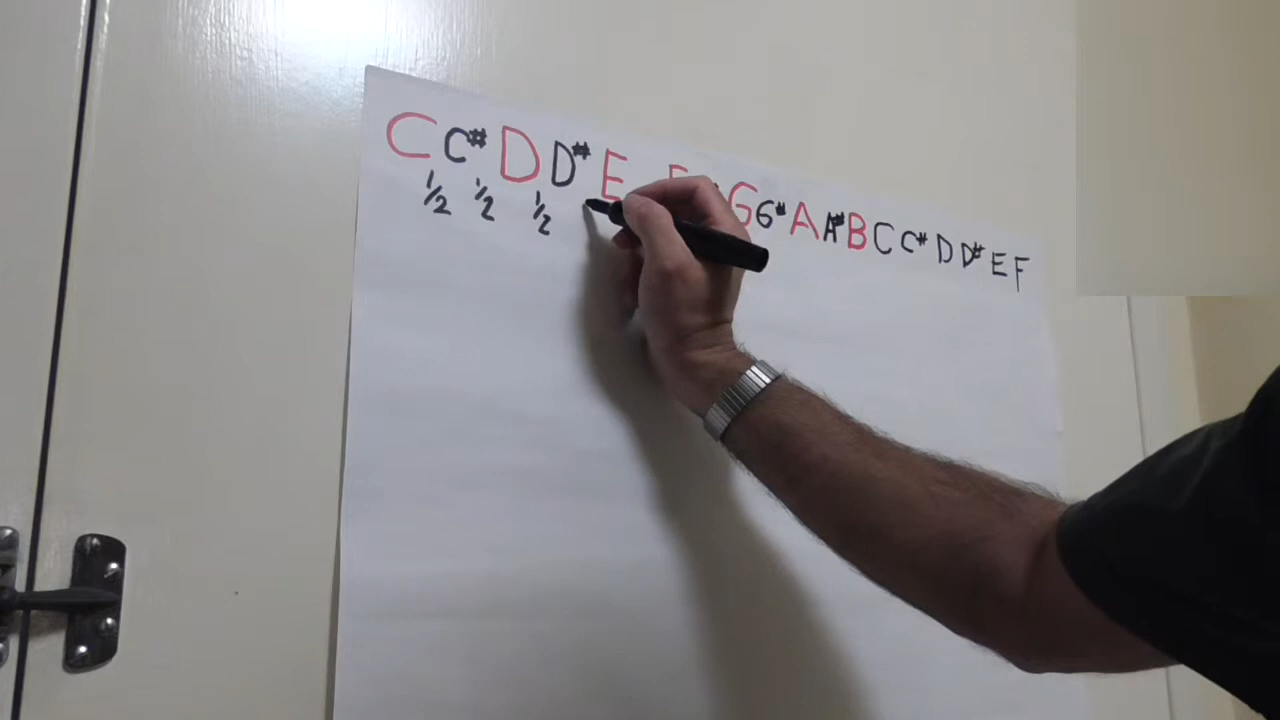 C C# D D# E F G G# A A# B C C# D D# E F
1/2 1/2 1/2